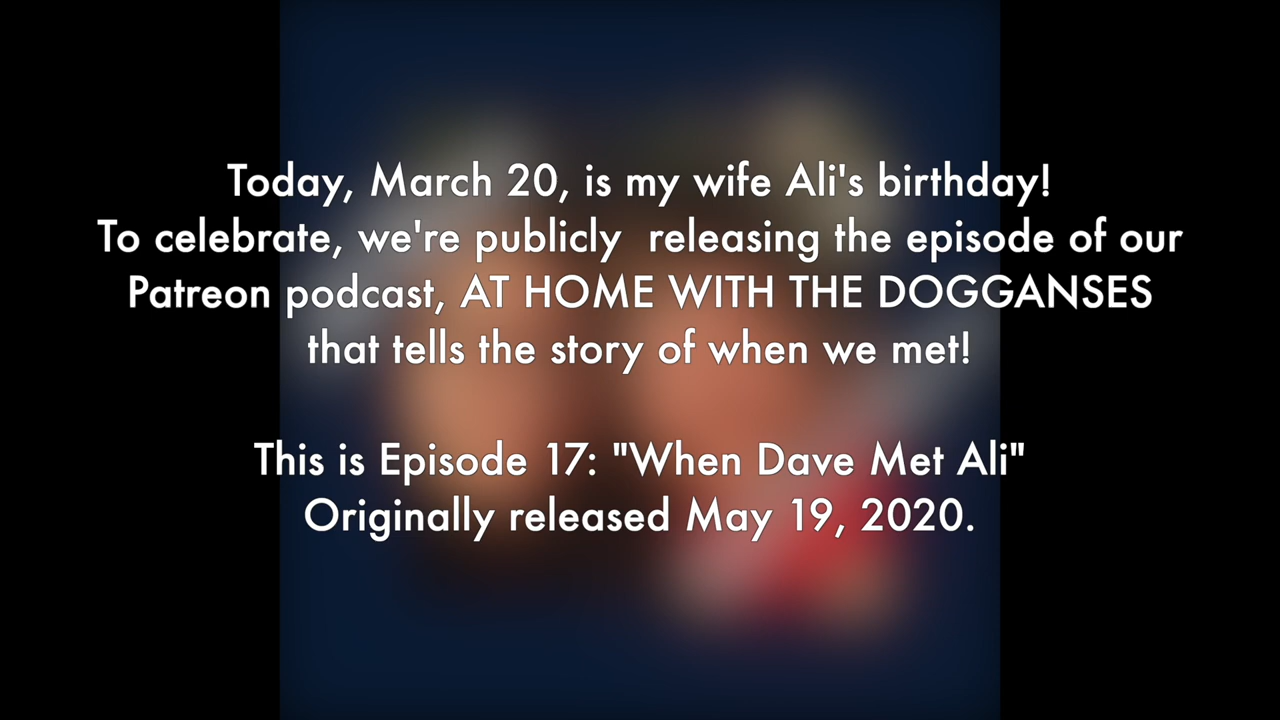 Today, March 20, is my wife Ali's birthday!
To celebrate, we're publicly  releasing the episode of our
Patreon podcast, AT HOME WITH THE DOGGANSES
that tells the story of when we met!
This is Episode 17: "When Dave Met Ali"
Originally released May 19, 2020.